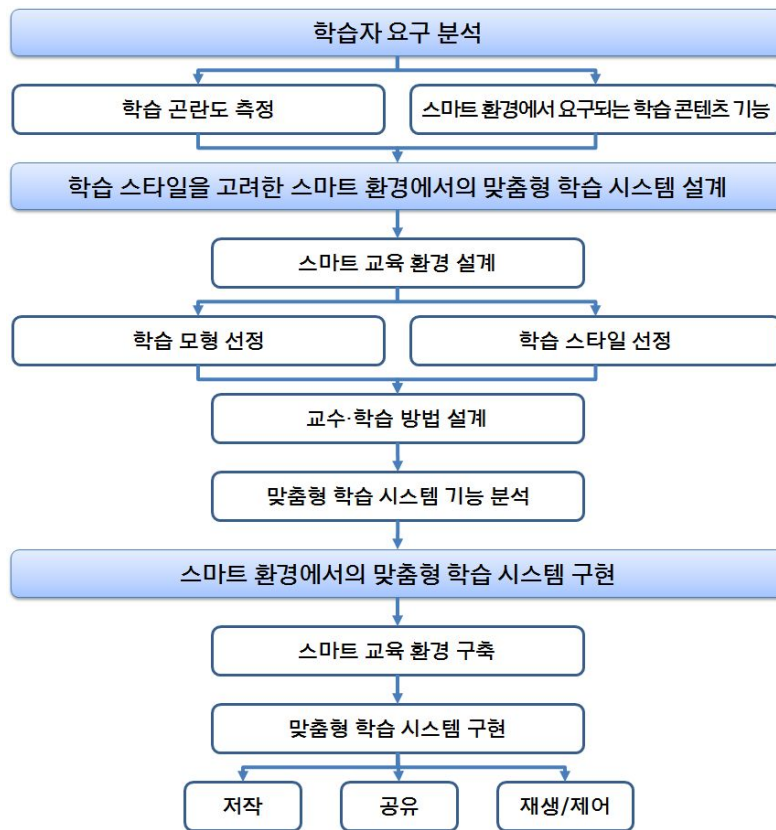 학습자 요구 분석
학습 곤란도 측정
스마트 환경에서 요구되는 학습 콘텐츠 기능
학습 스타일을 고려한 스마트 환경에서의 맞춤형 학습 시스템 설계
스마트 교육 환경 설계
학습 모형 선정
학습 스타일 선정
교수·학습 방법 설계
맞춤형 학습 시스템 기능 분석
스마트 환경에서의 맞춤형 학습 시스템 구현
스마트 교육 환경 구축
맞춤형 학습 시스템 구현
저작
공유
재생/제어